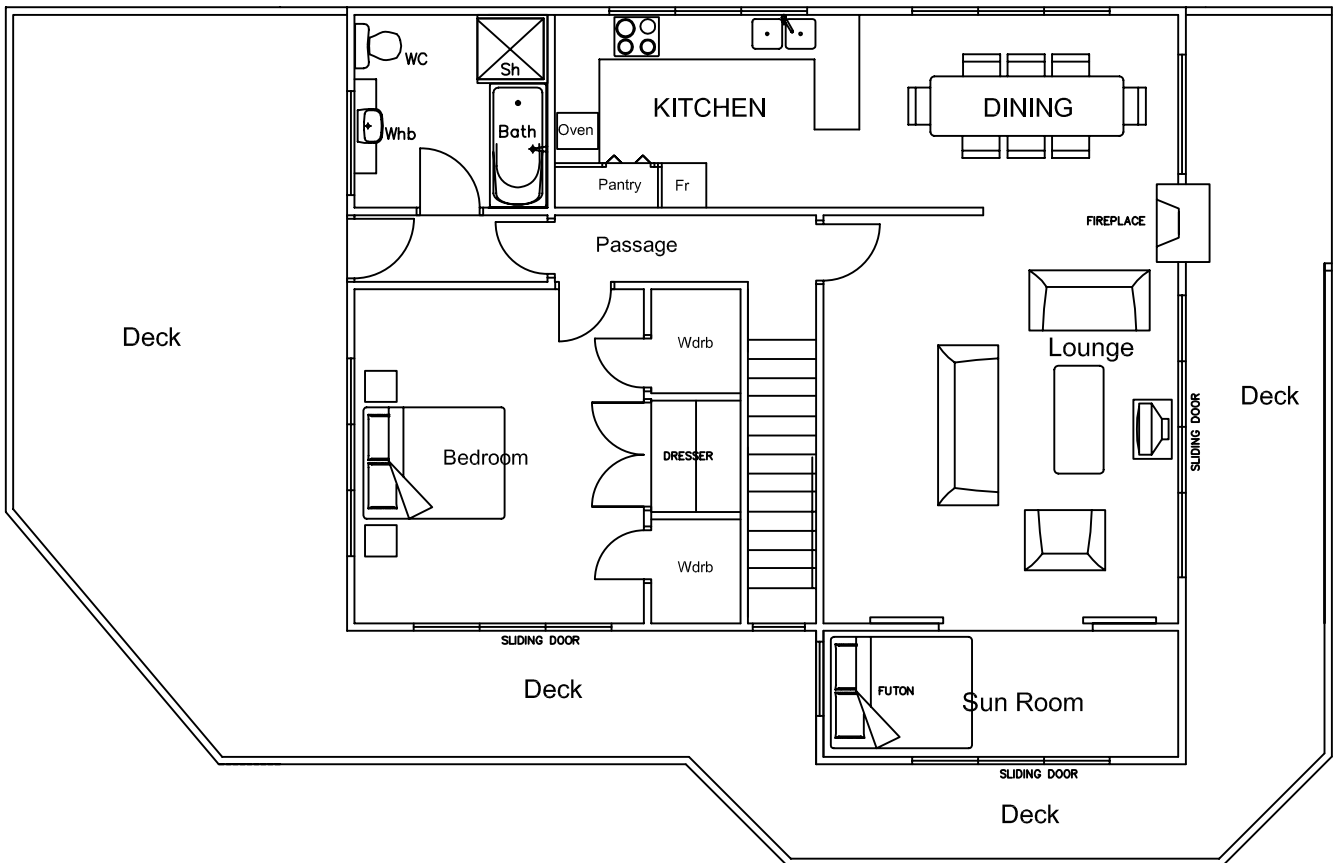 WC
Sh
Whb
Bath
Oven
KITCHEN
DINING
Pantry
Fr
FIREPLACE
Passage
Deck
Wdrb
Lounge
Deck
SLIDING DOOR
Bedroom
DRESSER
Wdrb
SLIDING DOOR
Deck
FUTON
Sun Room
SLIDING DOOR
Deck